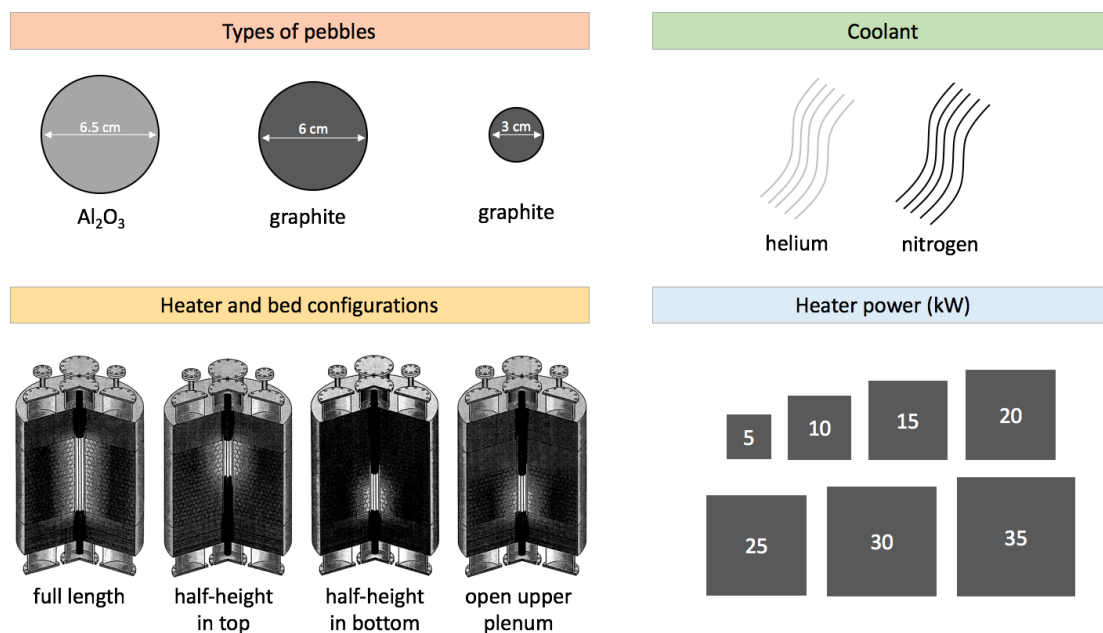 Types of pebbles
6.5 cm
6 cm
3 cm
Al₂O₃
graphite
graphite
Coolant
helium
nitrogen
Heater and bed configurations
full length
half-height
in top
half-height
in bottom
open upper
plenum
Heater power (kW)
5
10
15
20
25
30
35